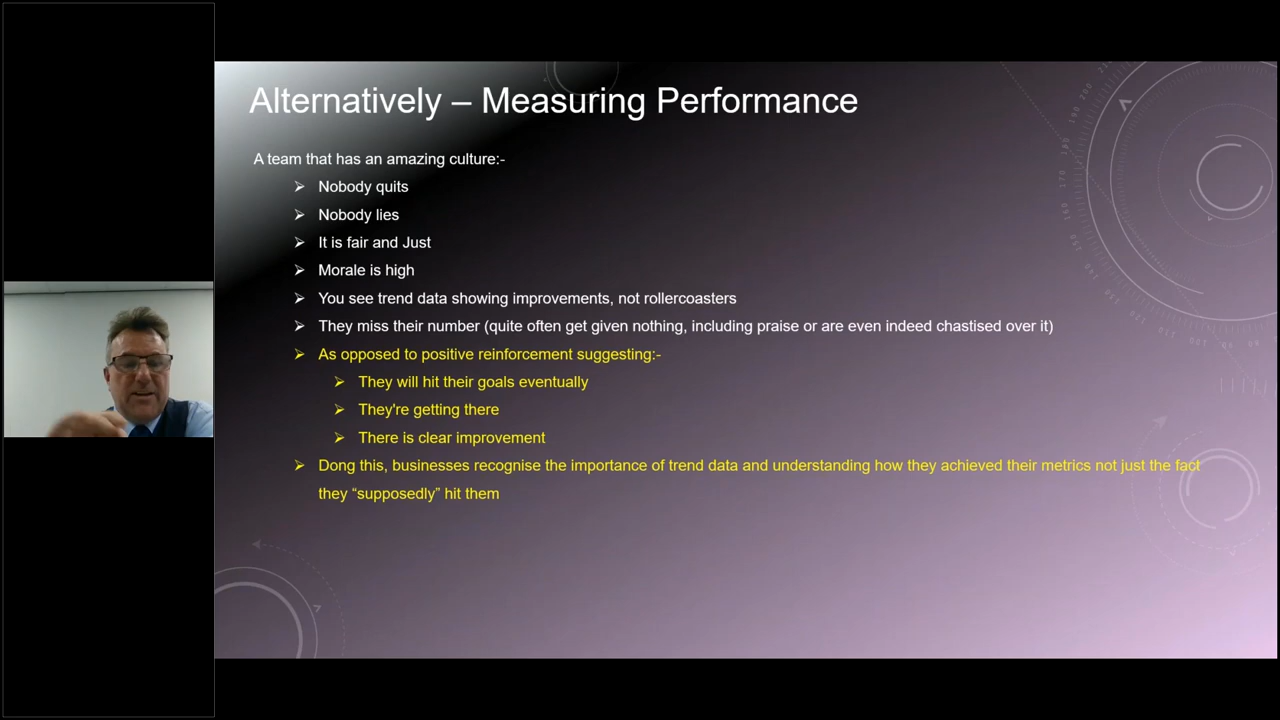 Alternatively – Measuring Performance
A team that has an amazing culture:-
Nobody quits
Nobody lies
It is fair and Just
Morale is high
You see trend data showing improvements, not rollercoasters
They miss their number (quite often get given nothing, including praise or are even indeed chastised over it)
As opposed to positive reinforcement suggesting:-
They will hit their goals eventually
They're getting there
There is clear improvement
Dong this, businesses recognise the importance of trend data and understanding how they achieved their metrics not just the fact
they “supposedly” hit them